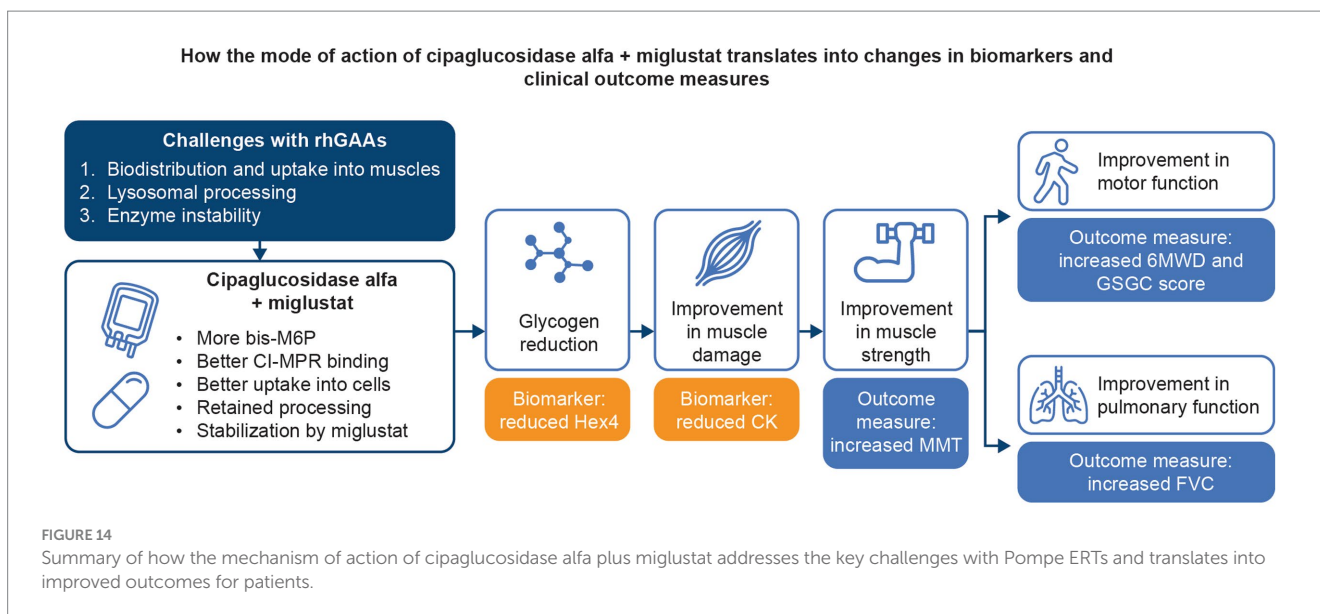 How the mode of action of cipaglucosidase alfa + miglustat translates into changes in biomarkers and
clinical outcome measures
Challenges with rhGAAs
1. Biodistribution and uptake into muscles
2. Lysosomal processing
3. Enzyme instability
Cipaglucosidase alfa
+ miglustat
• More bis-M6P
• Better CI-MPR binding
• Better uptake into cells
• Retained processing
• Stabilization by miglustat
Glycogen
reduction
Biomarker:
reduced Hex4
Improvement
in muscle
damage
Biomarker:
reduced CK
Improvement
in muscle
strength
Outcome
measure:
increased MMT
Improvement in
motor function
Outcome measure:
increased 6MWD and
GSGC score
Improvement in
pulmonary function
Outcome measure:
increased FVC
FIGURE 14
Summary of how the mechanism of action of cipaglucosidase alfa plus miglustat addresses the key challenges with Pompe ERTs and translates into
improved outcomes for patients.